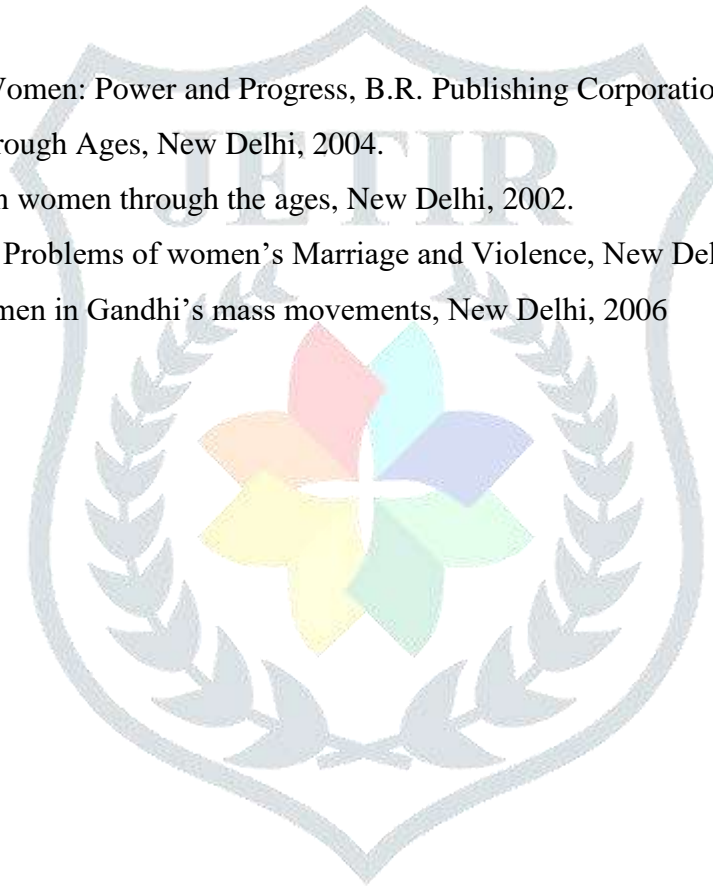 Women: Power and Progress, B.R. Publishing Corporatio
rough Ages, New Delhi, 2004.
n women through the ages, New Delhi, 2002.
Problems of women’s Marriage and Violence, New Del
men in Gandhi’s mass movements, New Delhi, 2006
JETIR